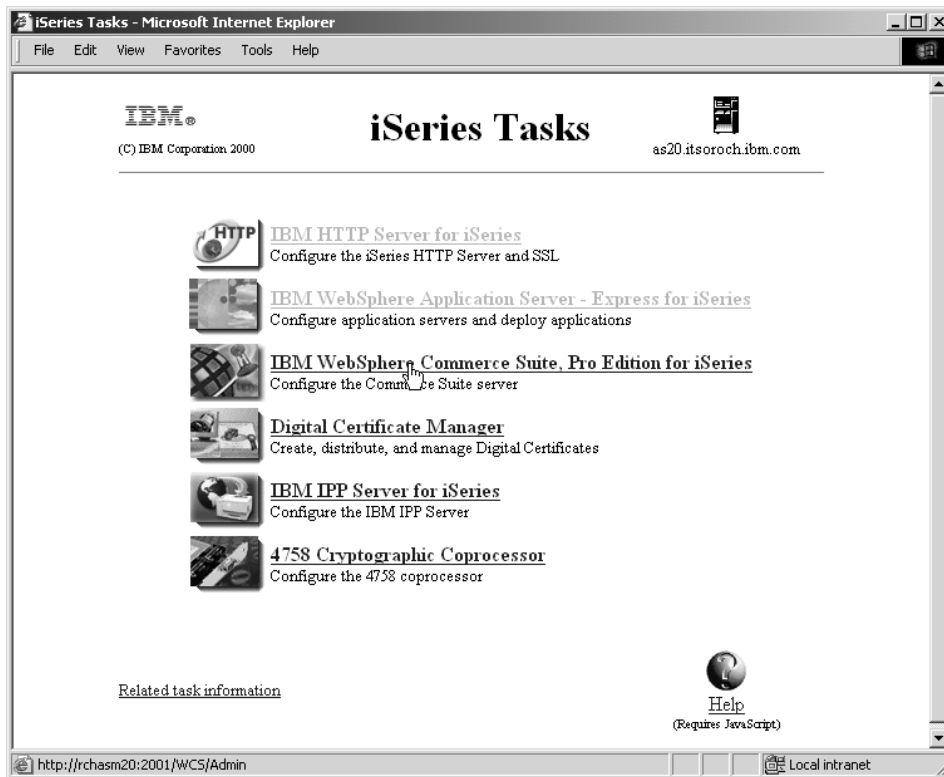 iSeries Tasks - Microsoft Internet Explorer
File Edit View Favorites Tools Help
IBM®
(C) IBM Corporation 2000
iSeries Tasks
as20.itsoroch.ibm.com
HTTP
IBM HTTP Server for iSeries
Configure the iSeries HTTP Server and SSL
IBM WebSphere Application Server - Express for iSeries
Configure application servers and deploy applications
IBM WebSphere Commerce Suite, Pro Edition for iSeries
Configure the Commerce Suite server
Digital Certificate Manager
Create, distribute, and manage Digital Certificates
IBM IPP Server for iSeries
Configure the IBM IPP Server
4758 Cryptographic Coprocessor
Configure the 4758 coprocessor
Related task information
?
Help
(Requires JavaScript)
http://rchasm20:2001/WCS/Admin
Local intranet